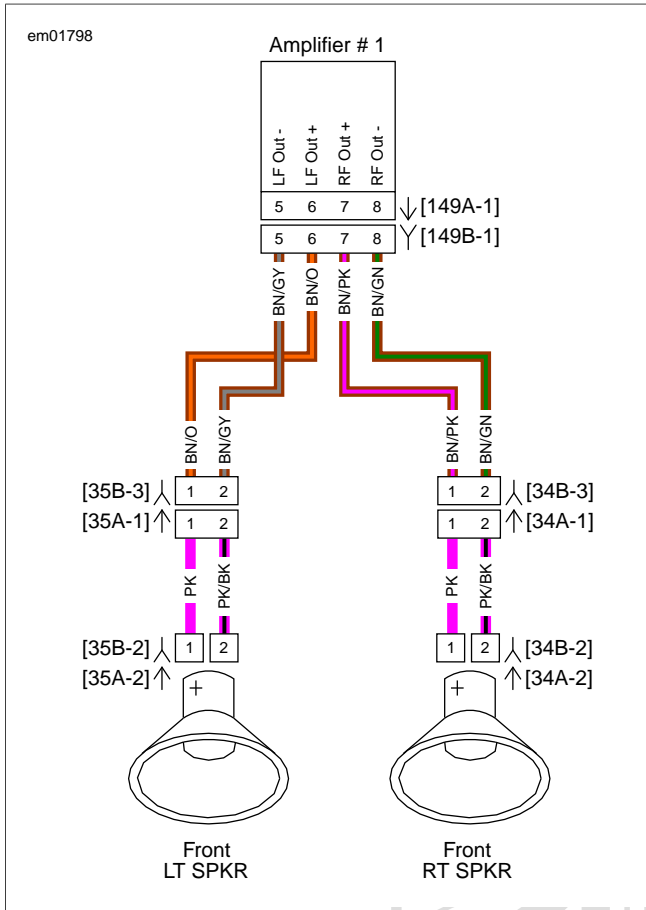 em01798
Amplifier # 1
LF Out -
LF Out +
RF Out +
RF Out -
5 6 7 8 [149A-1]
5 6 7 8 [149B-1]
BN/GY
BN/O
BN/PK
BN/GN
BN/O
BN/GY
BN/PK
BN/GN
[35B-3] 1 2
1 2 [34B-3]
[35A-1] 1 2
1 2 [34A-1]
PK
PK/BK
PK
PK/BK
[35B-2] 1 2
1 2 [34B-2]
[35A-2]
[34A-2]
+
+
Front
LT SPKR
Front
RT SPKR